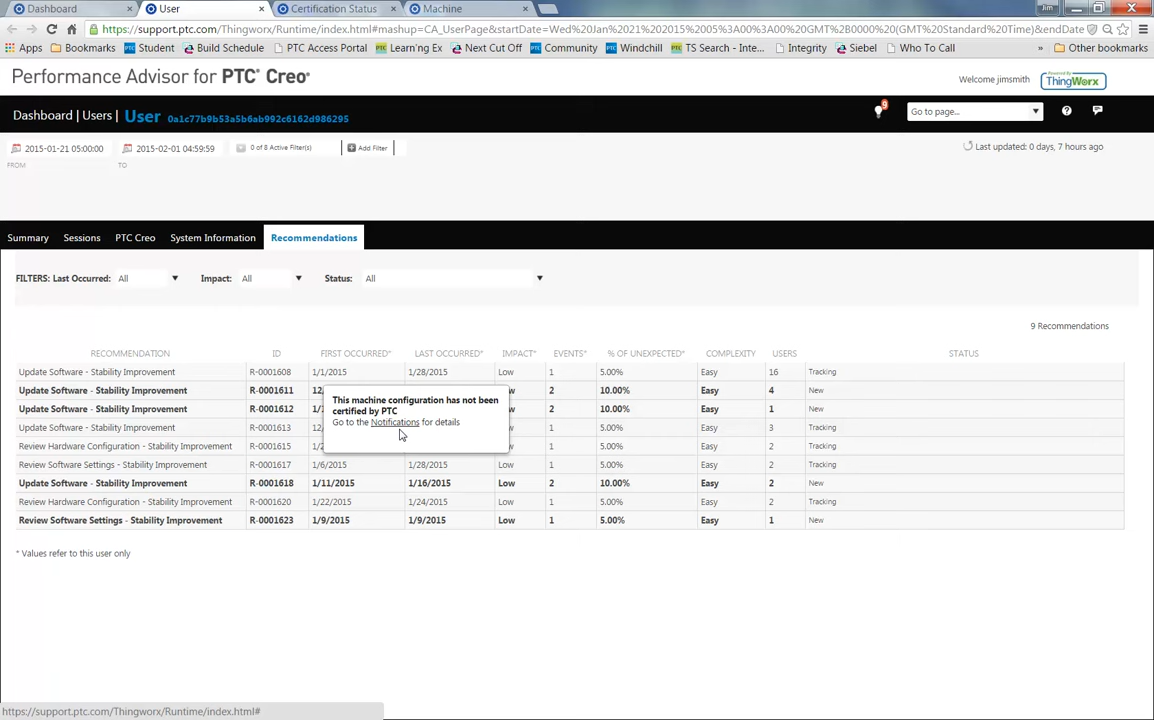 Dashboard
User
Certification Status
Machine
Jim
https://support.ptc.com/Thingworx/Runtime/index.html#mashup=CA_UserPage&startDate=Wed%20Jan%2021%202015%2005%3A00%3A00%20GMT%2B0000%20(GMT%20Standard%20Time)&endDate
Apps
Bookmarks
Student
Build Schedule
PTC Access Portal
Learning Ex
Next Cut Off
Community
Windchill
TS Search - Inte...
Integrity
Siebel
Who To Call
»
Other bookmarks
Performance Advisor for PTC® Creo®
Welcome jimsmith
Powered By
ThingWorx
Dashboard | Users | User 0a1c77b9b53a5b6ab992c6162d986295
9
Go to page...
2015-01-21 05:00:00
2015-02-01 04:59:59
0 of 8 Active Filter(s)
Add Filter
Last updated: 0 days, 7 hours ago
FROM
TO
Summary
Sessions
PTC Creo
System Information
Recommendations
FILTERS: Last Occurred: All
Impact: All
Status: All
9 Recommendations
RECOMMENDATION ID FIRST OCCURRED* LAST OCCURRED* IMPACT* EVENTS* % OF UNEXPECTED* COMPLEXITY USERS STATUS
Update Software - Stability Improvement R-0001608 1/1/2015 1/28/2015 Low 1 5.00% Easy 16 Tracking
Update Software - Stability Improvement R-0001611 12, 2 10.00% Easy 4 New
Update Software - Stability Improvement R-0001612 2 10.00% Easy 1 New
Update Software - Stability Improvement R-0001613 12, 1 5.00% Easy 3 Tracking
Review Hardware Configuration - Stability Improvement R-0001615 1 5.00% Easy 2 Tracking
Review Software Settings - Stability Improvement R-0001617 1/6/2015 1/28/2015 Low 1 5.00% Easy 2 Tracking
Update Software - Stability Improvement R-0001618 1/11/2015 1/16/2015 Low 2 10.00% Easy 2 New
Review Hardware Configuration - Stability Improvement R-0001620 1/22/2015 1/24/2015 Low 1 5.00% Easy 2 Tracking
Review Software Settings - Stability Improvement R-0001623 1/9/2015 1/9/2015 Low 1 5.00% Easy 1 New
This machine configuration has not been
certified by PTC
Go to the Notifications for details
* Values refer to this user only
https://support.ptc.com/Thingworx/Runtime/index.html#